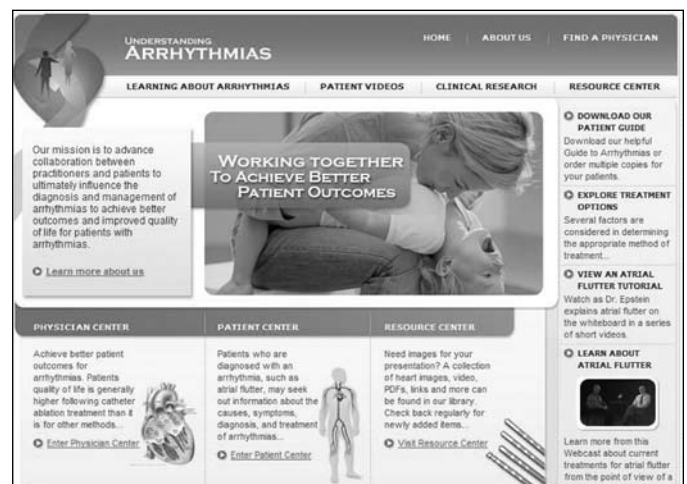 UNDERSTANDING
ARRHYTHMIAS
HOME
ABOUT US
FIND A PHYSICIAN
LEARNING ABOUT ARRHYTHMIAS
PATIENT VIDEOS
CLINICAL RESEARCH
RESOURCE CENTER
Our mission is to advance
collaboration between
practitioners and patients to
ultimately influence the
diagnosis and management of
arrhythmias to achieve better
outcomes and improved quality
of life for patients with
arrhythmias.
Learn more about us
WORKING TOGETHER
TO ACHIEVE BETTER
PATIENT OUTCOMES
PHYSICIAN CENTER
Achieve better patient
outcomes for
arrhythmias. Patients
quality of life is generally
higher following catheter
ablation treatment than it
is for other methods...
Enter Physician Center
PATIENT CENTER
Patients who are
diagnosed with an
arrhythmia, such as
atrial flutter, may seek
out information about the
causes, symptoms,
diagnosis, and treatment
of arrhythmias...
Enter Patient Center
RESOURCE CENTER
Need images for your
presentation? A collection
of heart images, video,
PDFs, links and more can
be found in our library.
Check back regularly for
newly added items...
Visit Resource Center
DOWNLOAD OUR
PATIENT GUIDE
Download our helpful
Guide to Arrhythmias or
order multiple copies for
your patients.
EXPLORE TREATMENT
OPTIONS
Several factors are
considered in determining
the appropriate method of
treatment...
VIEW AN ATRIAL
FLUTTER TUTORIAL
Watch as Dr. Epstein
explains atrial flutter on
the whiteboard in a series
of short videos.
LEARN ABOUT
ATRIAL FLUTTER
Learn more from this
Webcast about current
treatments for atrial flutter
from the point of view of a